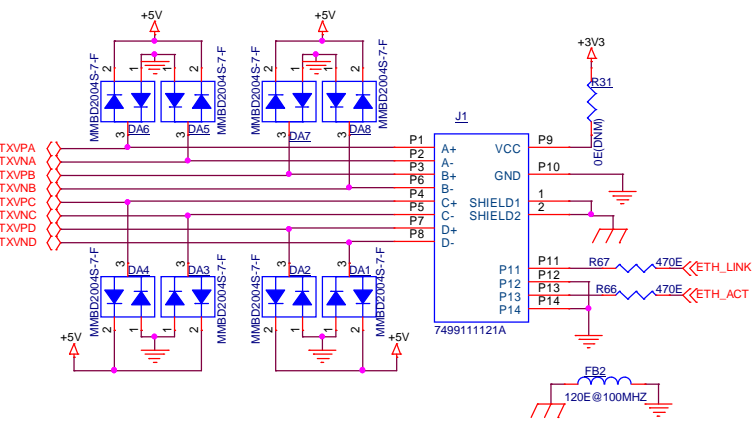 +5V
+5V
+3V3
2
1
1
2
2
1
1
2
MMBD2004S-7-F
MMBD2004S-7-F
MMBD2004S-7-F
MMBD2004S-7-F
R31
0E(DNM)
3
DA6
3
DA5
3
DA7
3
DA8
J1
TXVPA
P1
A+
VCC
P9
TXVNA
P2
A-
TXVPB
P3
B+
GND
P10
TXVNB
P6
B-
TXVPC
P4
C+
SHIELD1
1
TXVNC
P5
C-
SHIELD2
2
TXVPD
P7
D+
TXVND
P8
D-
MMBD2004S-7-F
MMBD2004S-7-F
MMBD2004S-7-F
MMBD2004S-7-F
3
DA4
3
DA3
3
DA2
3
DA1
P11
P11
R67
470E
ETH_LINK
P12
P12
P13
P13
R66
470E
ETH_ACT
P14
P14
2
1
1
2
2
1
1
2
7499111121A
+5V
+5V
FB2
120E@100MHZ